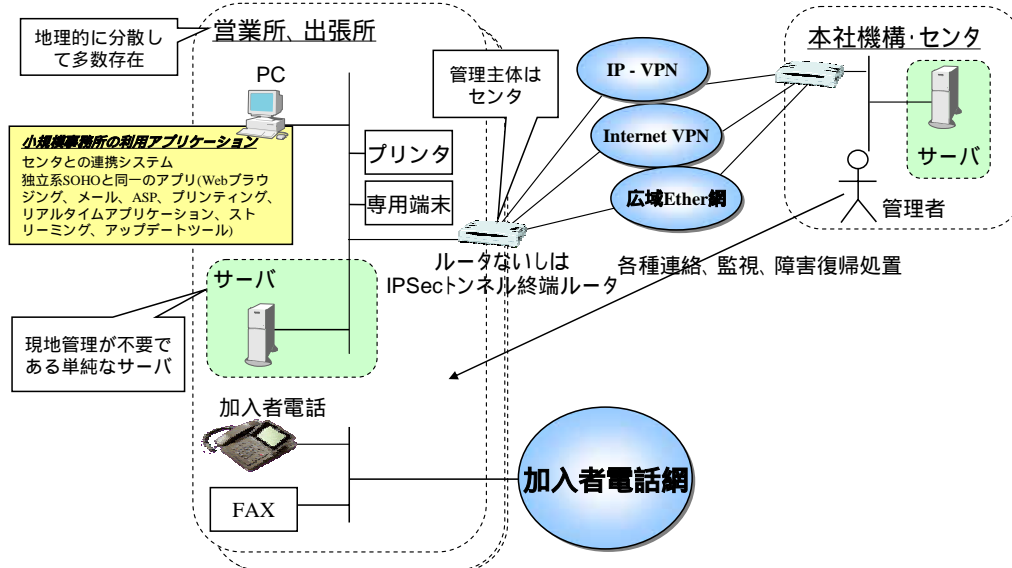 地理的に分散し
て多数存在
営業所、出張所
PC
小規模事務所の利用アプリケーション
センタとの連携システム
独立系SOHOと同一のアプリ(Webブラウ
ジング、メール、ASP、プリンティング、
リアルタイムアプリケーション、スト
リーミング、アップデートツール)
プリンタ
専用端末
管理主体は
センタ
IP - VPN
Internet VPN
広域Ether網
本社機構・センタ
サーバ
管理者
ルータないしは
IPSecトンネル終端ルータ
各種連絡、監視、障害復帰処置
サーバ
現地管理が不要で
ある単純なサーバ
加入者電話
FAX
加入者電話網